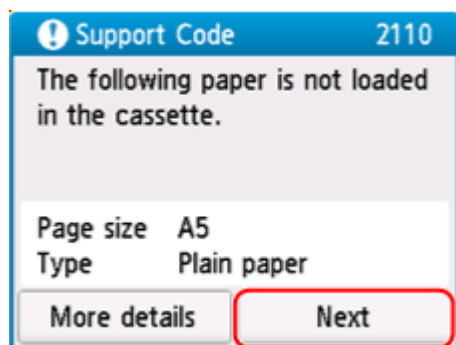 Support Code 2110
The following paper is not loaded
in the cassette.
Page size A5
Type Plain paper
More details Next